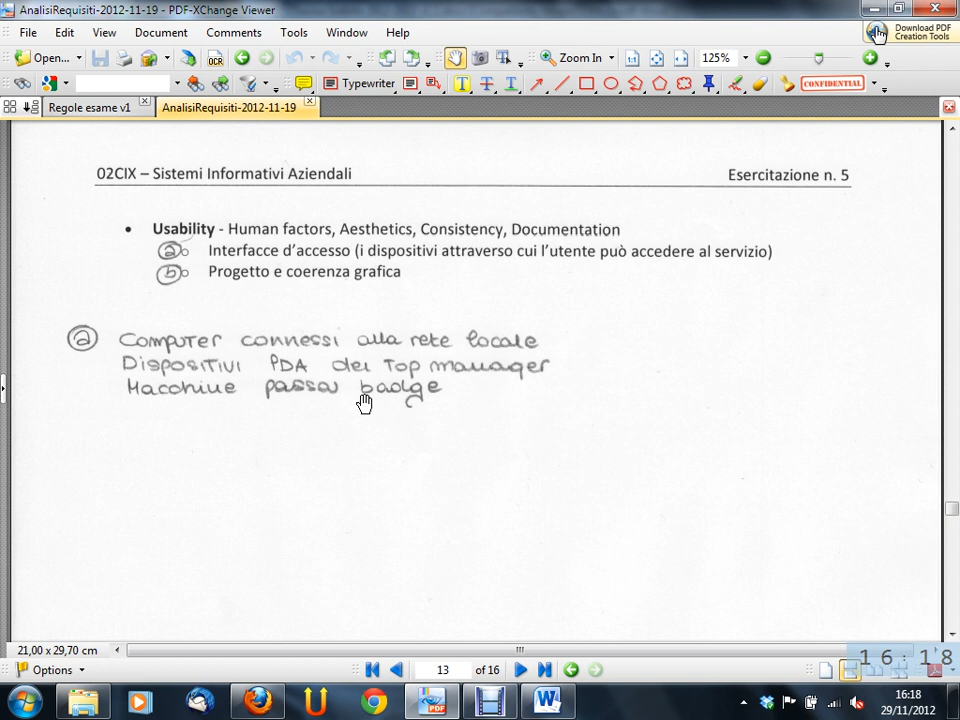 AnalisiRequisiti-2012-11-19 - PDF-XChange Viewer
File Edit View Document Comments Tools Window Help
Download PDF
Creation Tools
Open... OCR Zoom In 125%
Typewriter CONFIDENTIAL
Regole esame v1 AnalisiRequisiti-2012-11-19
02CIX – Sistemi Informativi Aziendali Esercitazione n. 5
• Usability - Human factors, Aesthetics, Consistency, Documentation
a o Interfacce d'accesso (i dispositivi attraverso cui l'utente può accedere al servizio)
b o Progetto e coerenza grafica
a Computer connessi alla rete locale
Dispositivi PDA dei top manager
Macchine passa badge
21,00 x 29,70 cm
16:18
Options 13 of 16
16:18
29/11/2012